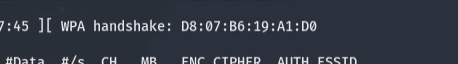 7:45 ][ WPA handshake: D8:07:B6:19:A1:D0
#Data, #/s CH MB ENC CIPHER AUTH ESSID